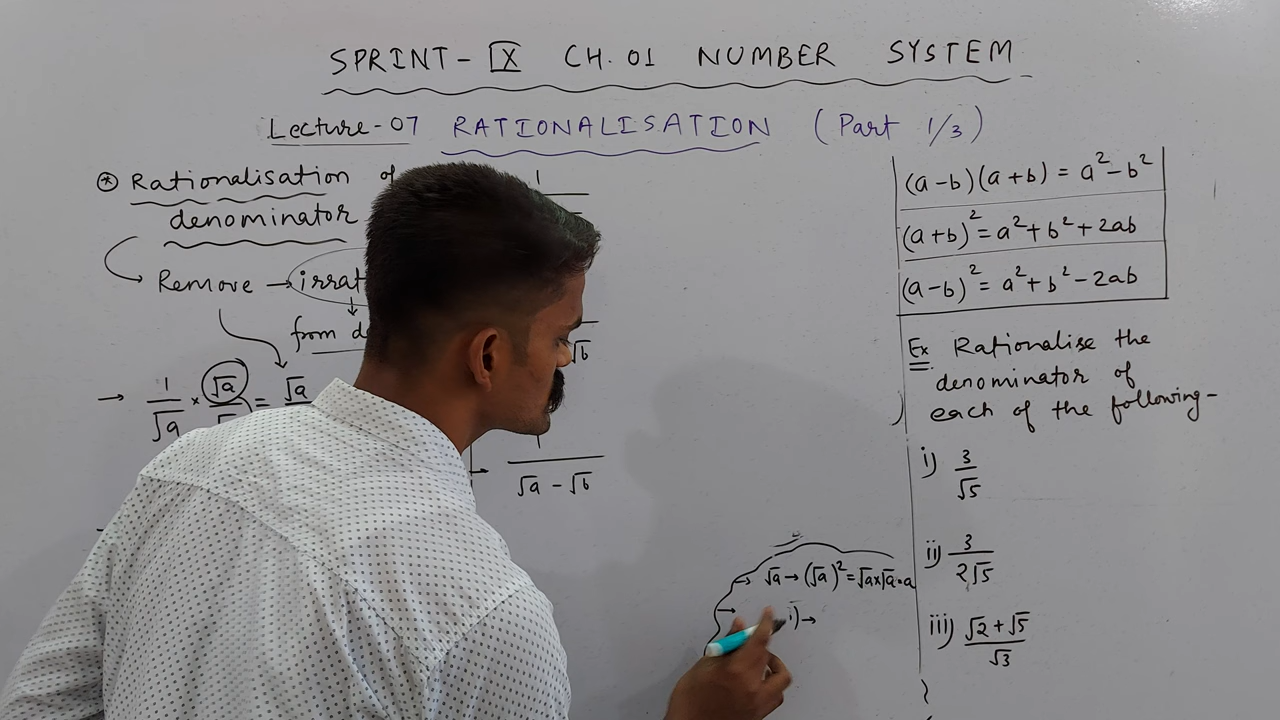 SPRINT - IX CH. 01 NUMBER SYSTEM
Lecture-07 RATIONALISATION (Part 1/3)
⊛ Rationalisation of
denominator
Remove → irrat
from de
→ 1/√a × √a = √a
1
√b
→ 1/(√a - √b)
→ √a → (√a)² = √a×√a = a
→ i) →
(a-b)(a+b) = a² - b²
(a+b)² = a² + b² + 2ab
(a-b)² = a² + b² - 2ab
Ex Rationalise the
denominator of
each of the following -
i) 3/√5
ii) 3/2√5
iii) (√2 + √5)/√3